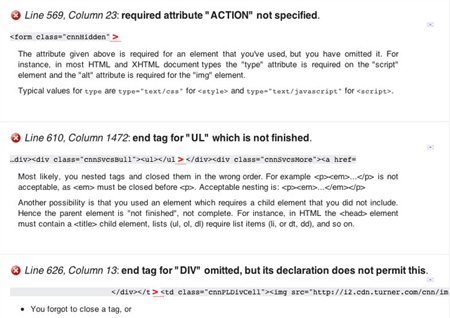 Line 569, Column 23: required attribute "ACTION" not specified.
<form class="cnnHidden">
The attribute given above is required for an element that you've used, but you have omitted it. For
instance, in most HTML and XHTML document types the "type" attribute is required on the "script"
element and the "alt" attribute is required for the "img" element.
Typical values for type are type="text/css" for <style> and type="text/javascript" for <script>.
Line 610, Column 1472: end tag for "UL" which is not finished.
…div><div class="cnnSvcsBull"><ul></ul></div><div class="cnnSvcsMore"><a href=
Most likely, you nested tags and closed them in the wrong order. For example <p><em>...</p> is not
acceptable, as <em> must be closed before <p>. Acceptable nesting is: <p><em>...</em></p>
Another possibility is that you used an element which requires a child element that you did not include.
Hence the parent element is "not finished", not complete. For instance, in HTML the <head> element
must contain a <title> child element, lists (ul, ol, dl) require list items (li, or dt, dd), and so on.
Line 626, Column 13: end tag for "DIV" omitted, but its declaration does not permit this.
</div></t><td class="cnnPLDivCell"><img src="http://i2.cdn.turner.com/cnn/im
• You forgot to close a tag, or